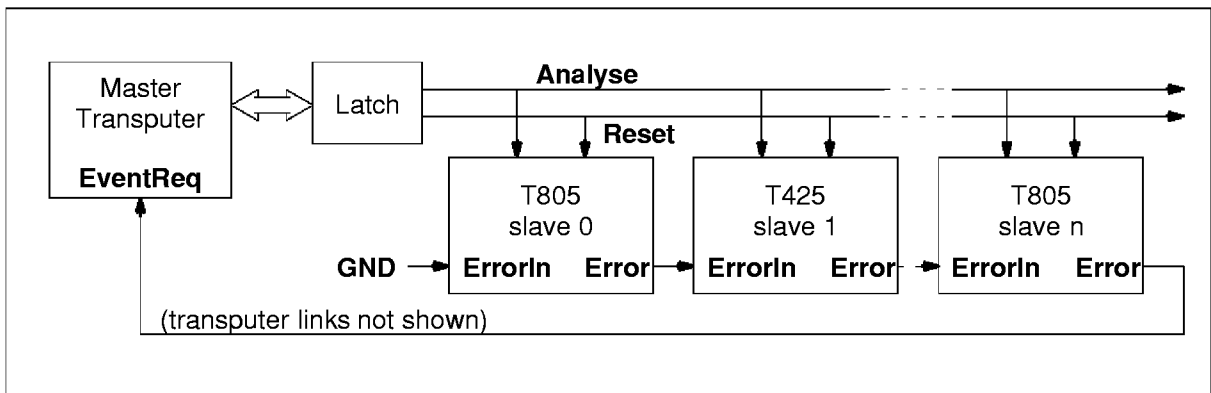 Master
Transputer
EventReq
Latch
Analyse
Reset
T805
slave 0
GND
ErrorIn Error
T425
slave 1
ErrorIn Error
T805
slave n
ErrorIn Error
(transputer links not shown)